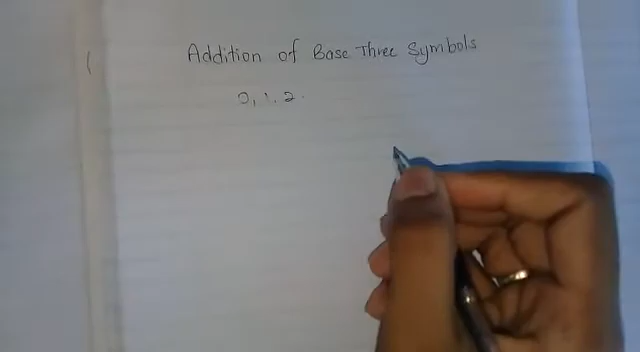 Addition of Base Three Symbols
0, 1, 2.